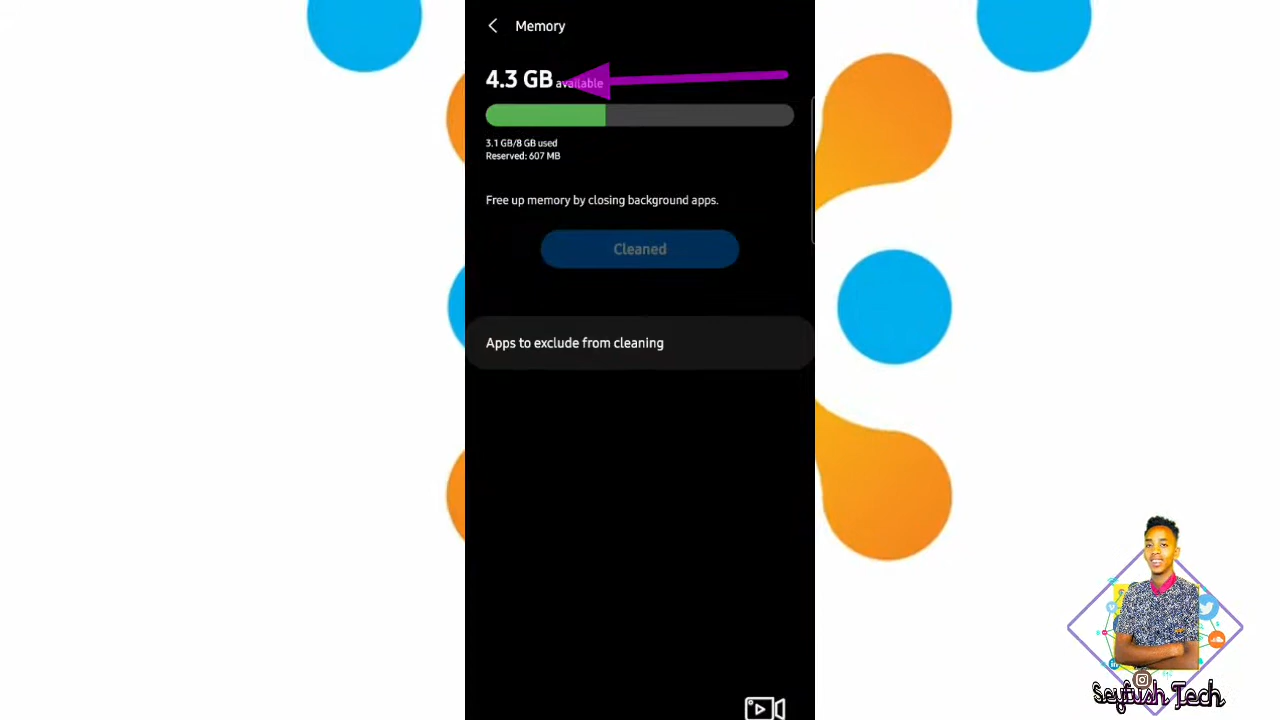 Memory
4.3 GB available
3.1 GB/8 GB used
Reserved: 607 MB
Free up memory by closing background apps.
Cleaned
Apps to exclude from cleaning
Seyfush Tech